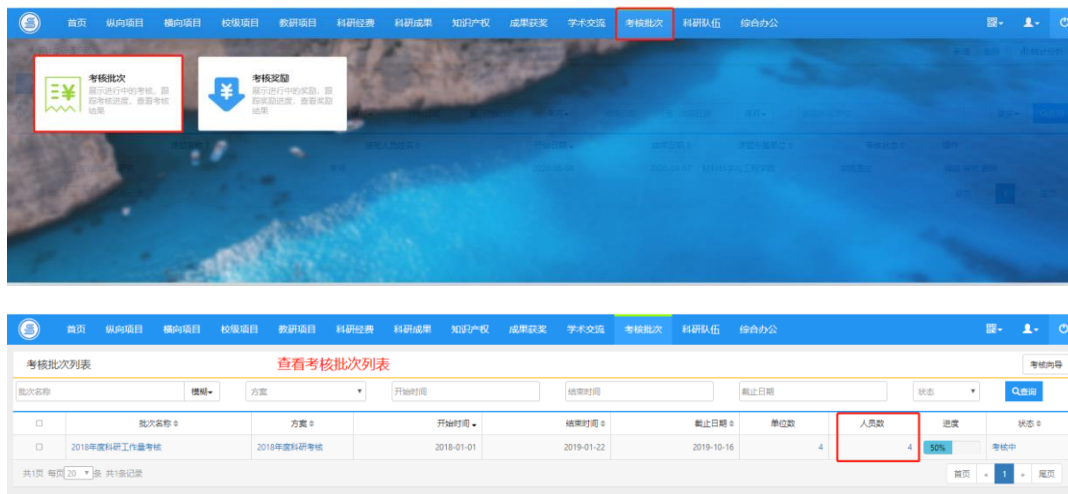 首页 纵向项目 横向项目 校级项目 教研项目 科研经费 科研成果 知识产权 成果获奖 学术交流 考核批次 科研队伍 综合办公
考核批次
展示进行中的考核、跟
踪考核进度、查看考核
结果
考核奖励
展示进行中的奖励、跟
踪奖励进度、查看奖励
结果
首页 纵向项目 横向项目 校级项目 教研项目 科研经费 科研成果 知识产权 成果获奖 学术交流 考核批次 科研队伍 综合办公
考核批次列表 查看考核批次列表 考核向导
批次名称 模糊 方案 开始时间 结束时间 截止日期 状态 查询
批次名称 方案 开始时间 结束时间 截止日期 单位数 人员数 进度 状态
2018年度科研工作量考核 2018年度科研考核 2018-01-01 2019-01-22 2019-10-16 4 4 50% 考核中
共1页 每页 20 条 共1条记录 首页 « 1 » 尾页